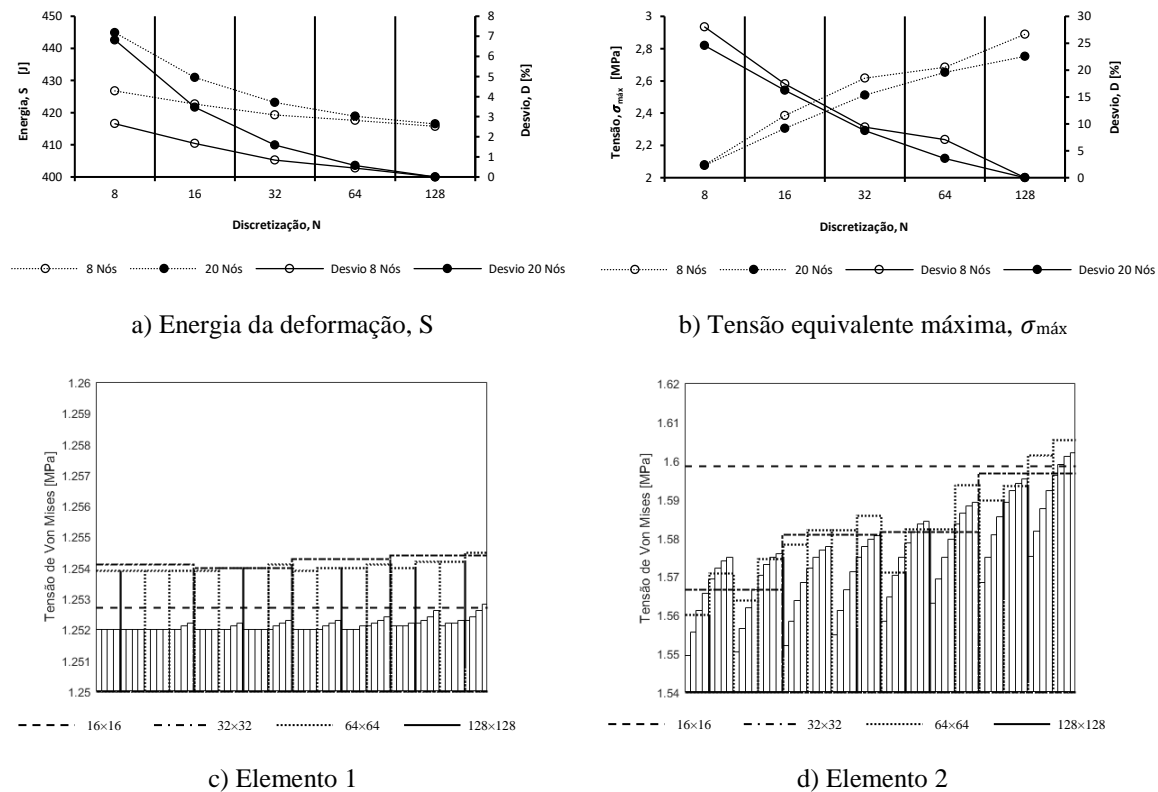 450
440
430
420
410
400
Energia, S [J]
8
7
6
5
4
3
2
1
0
Desvio, D [%]
8 16 32 64 128
Discretização, N
8 Nós 20 Nós Desvio 8 Nós Desvio 20 Nós
a) Energia da deformação, S
3
2,8
2,6
2,4
2,2
2
Tensão, σmáx [MPa]
30
25
20
15
10
5
0
Desvio, D [%]
8 16 32 64 128
Discretização, N
8 Nós 20 Nós Desvio 8 Nós Desvio 20 Nós
b) Tensão equivalente máxima, σmáx
1.26
1.259
1.258
1.257
1.256
1.255
1.254
1.253
1.252
1.251
1.25
Tensão de Von Mises [MPa]
16×16 32×32 64×64 128×128
c) Elemento 1
1.62
1.61
1.6
1.59
1.58
1.57
1.56
1.55
1.54
Tensão de Von Mises [MPa]
16×16 32×32 64×64 128×128
d) Elemento 2